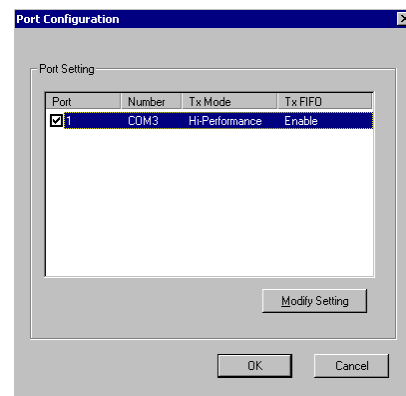 Port Configuration
Port Setting
Port Number Tx Mode Tx FIFO
1 COM3 Hi-Performance Enable
Modify Setting
OK Cancel